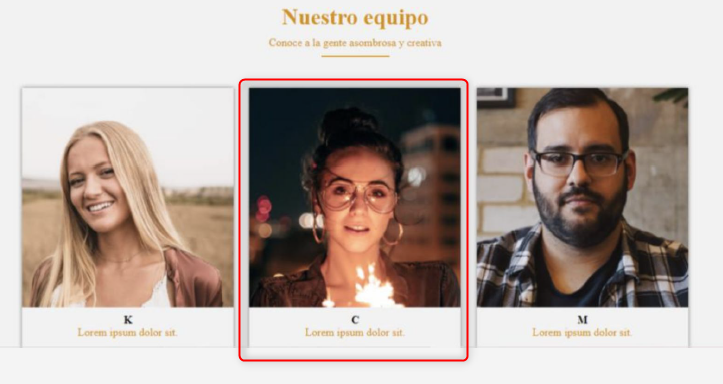 Nuestro equipo
Conoce a la gente asombrosa y creativa
K
Lorem ipsum dolor sit.
C
Lorem ipsum dolor sit.
M
Lorem ipsum dolor sit.